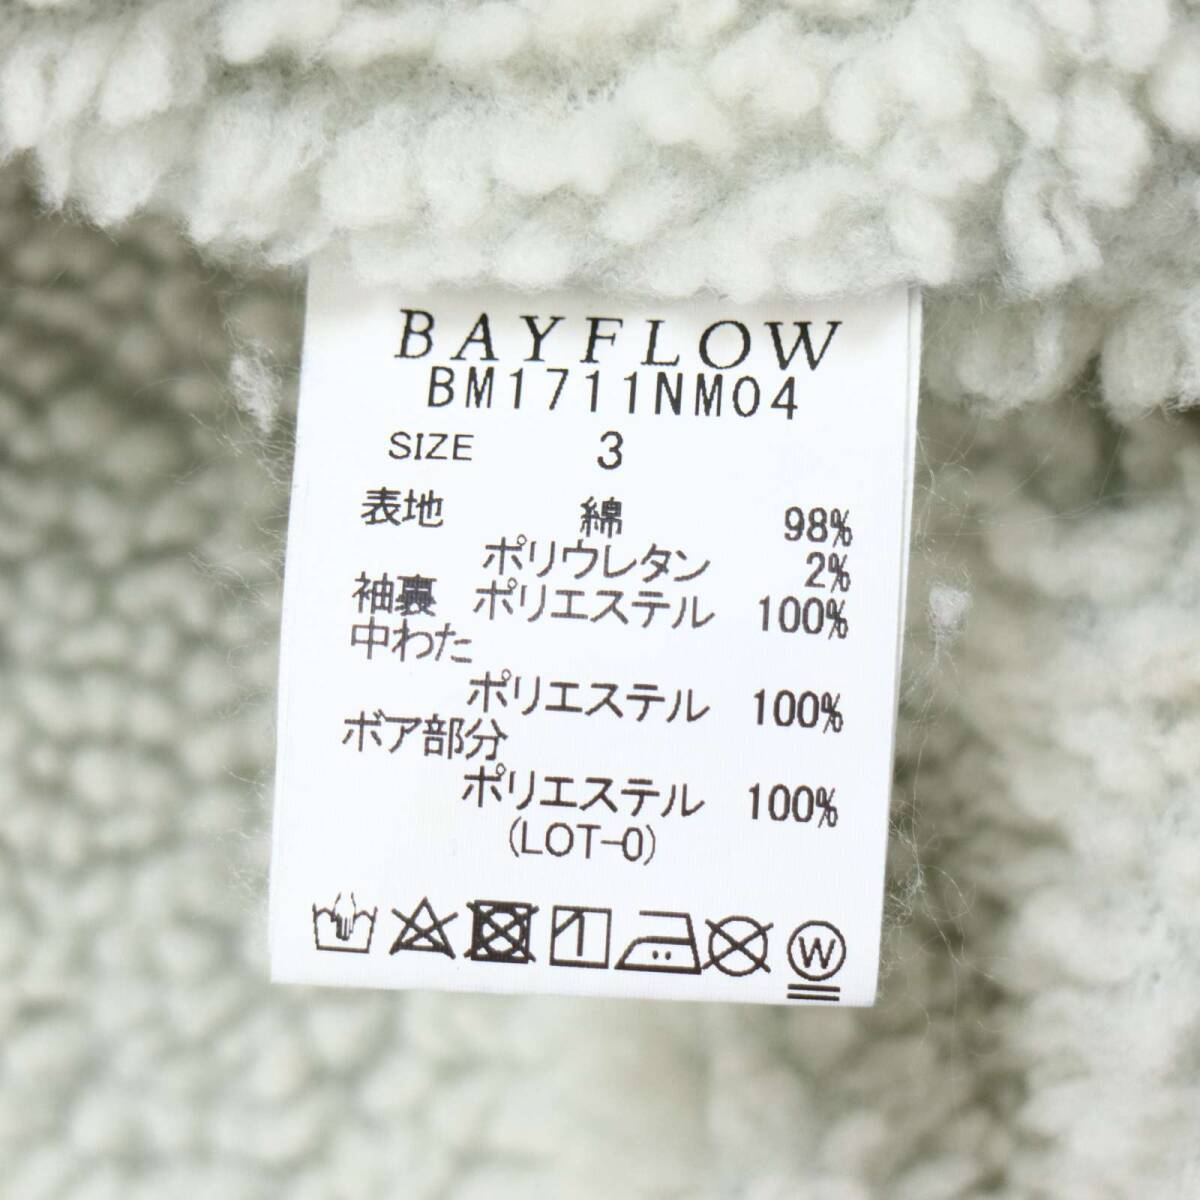 BAYFLOW
BM1711NM04
SIZE 3
表地 綿 98%
ポリウレタン 2%
袖裏 ポリエステル 100%
中わた
ポリエステル 100%
ボア部分
ポリエステル 100%
(LOT-0)
W